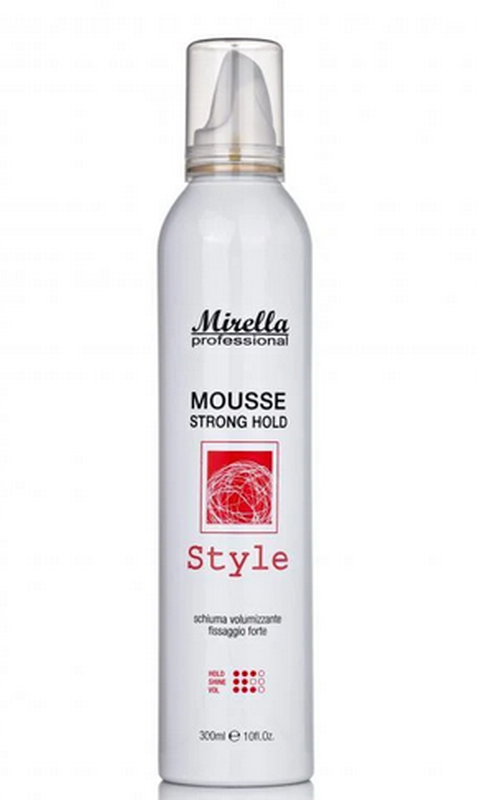 Mirella
professional
MOUSSE
STRONG HOLD
Style
schiuma volumizzante
fissaggio forte
HOLD
SHINE
VOL
300ml ℮ 10fl.Oz.